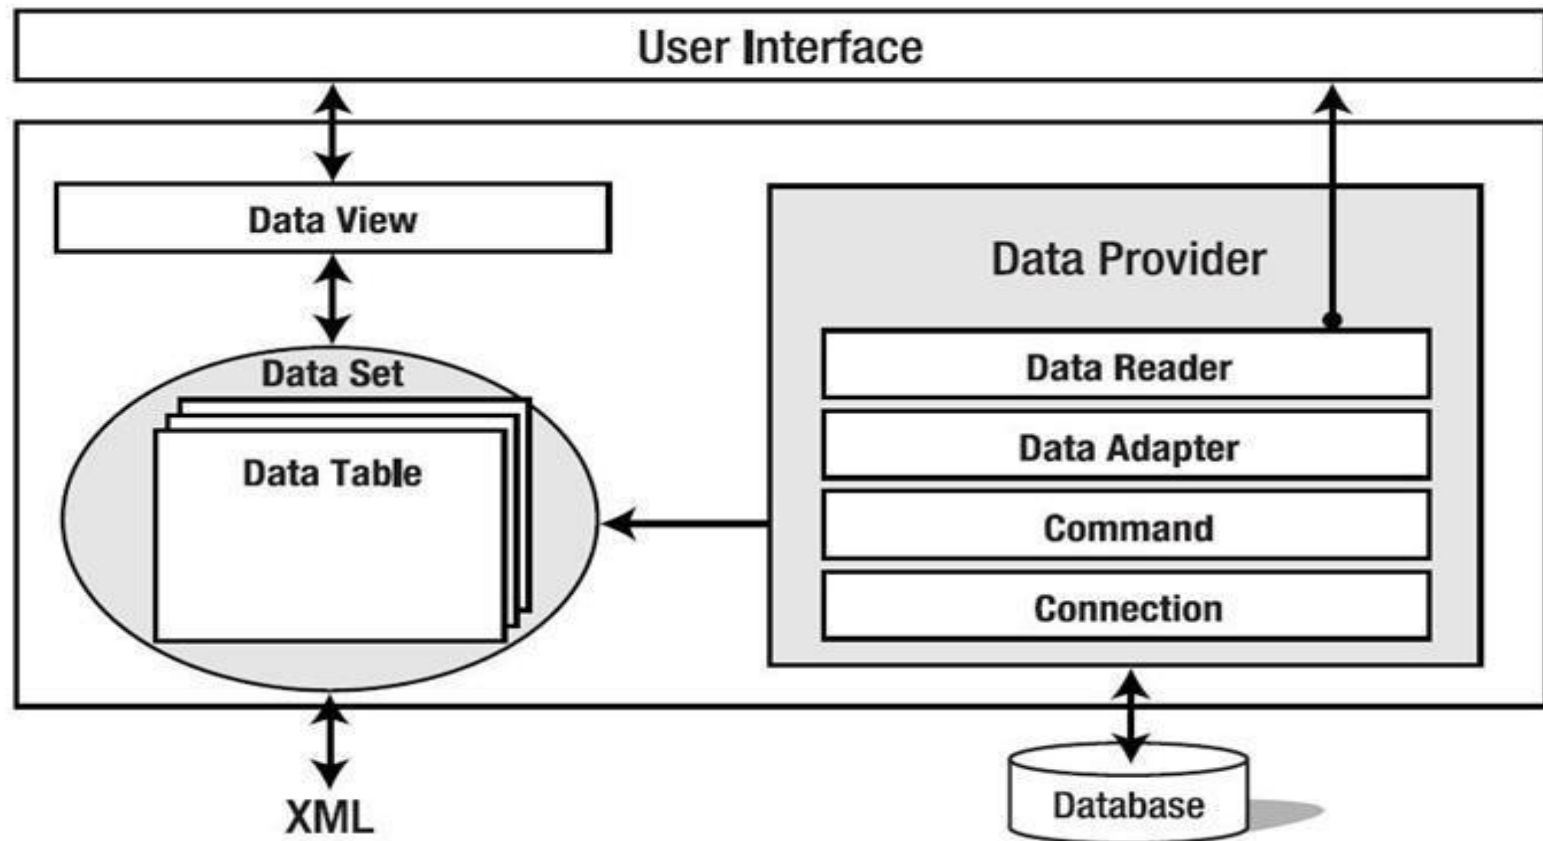 User Interface
Data View
Data Set
Data Table
Data Provider
Data Reader
Data Adapter
Command
Connection
XML
Database